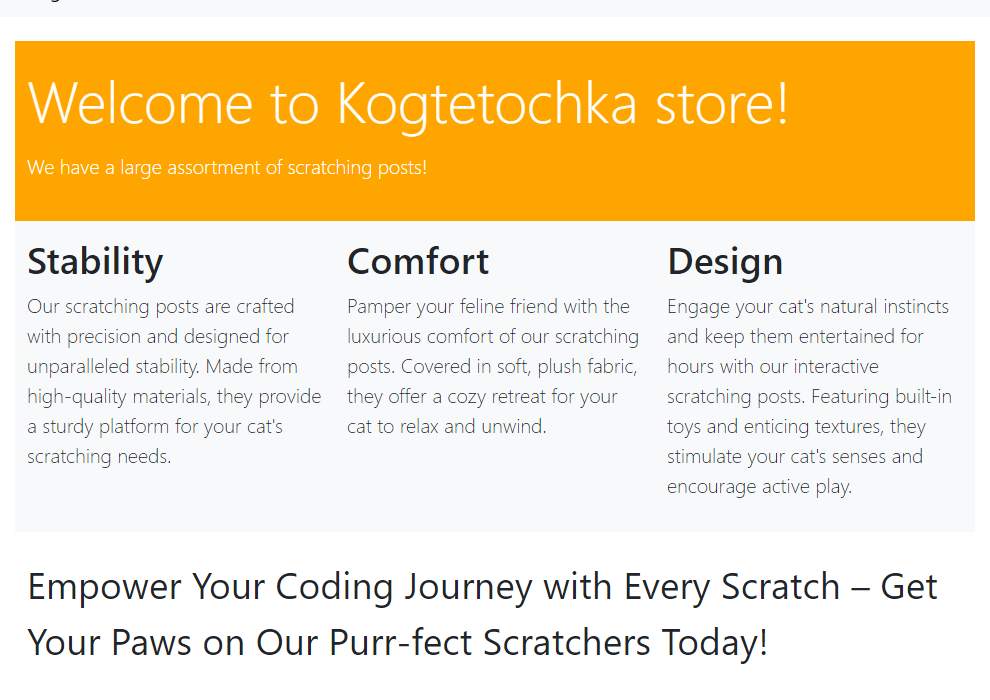 Welcome to Kogtetochka store!
We have a large assortment of scratching posts!
Stability
Our scratching posts are crafted
with precision and designed for
unparalleled stability. Made from
high-quality materials, they provide
a sturdy platform for your cat's
scratching needs.
Comfort
Pamper your feline friend with the
luxurious comfort of our scratching
posts. Covered in soft, plush fabric,
they offer a cozy retreat for your
cat to relax and unwind.
Design
Engage your cat's natural instincts
and keep them entertained for
hours with our interactive
scratching posts. Featuring built-in
toys and enticing textures, they
stimulate your cat's senses and
encourage active play.
Empower Your Coding Journey with Every Scratch – Get
Your Paws on Our Purr-fect Scratchers Today!